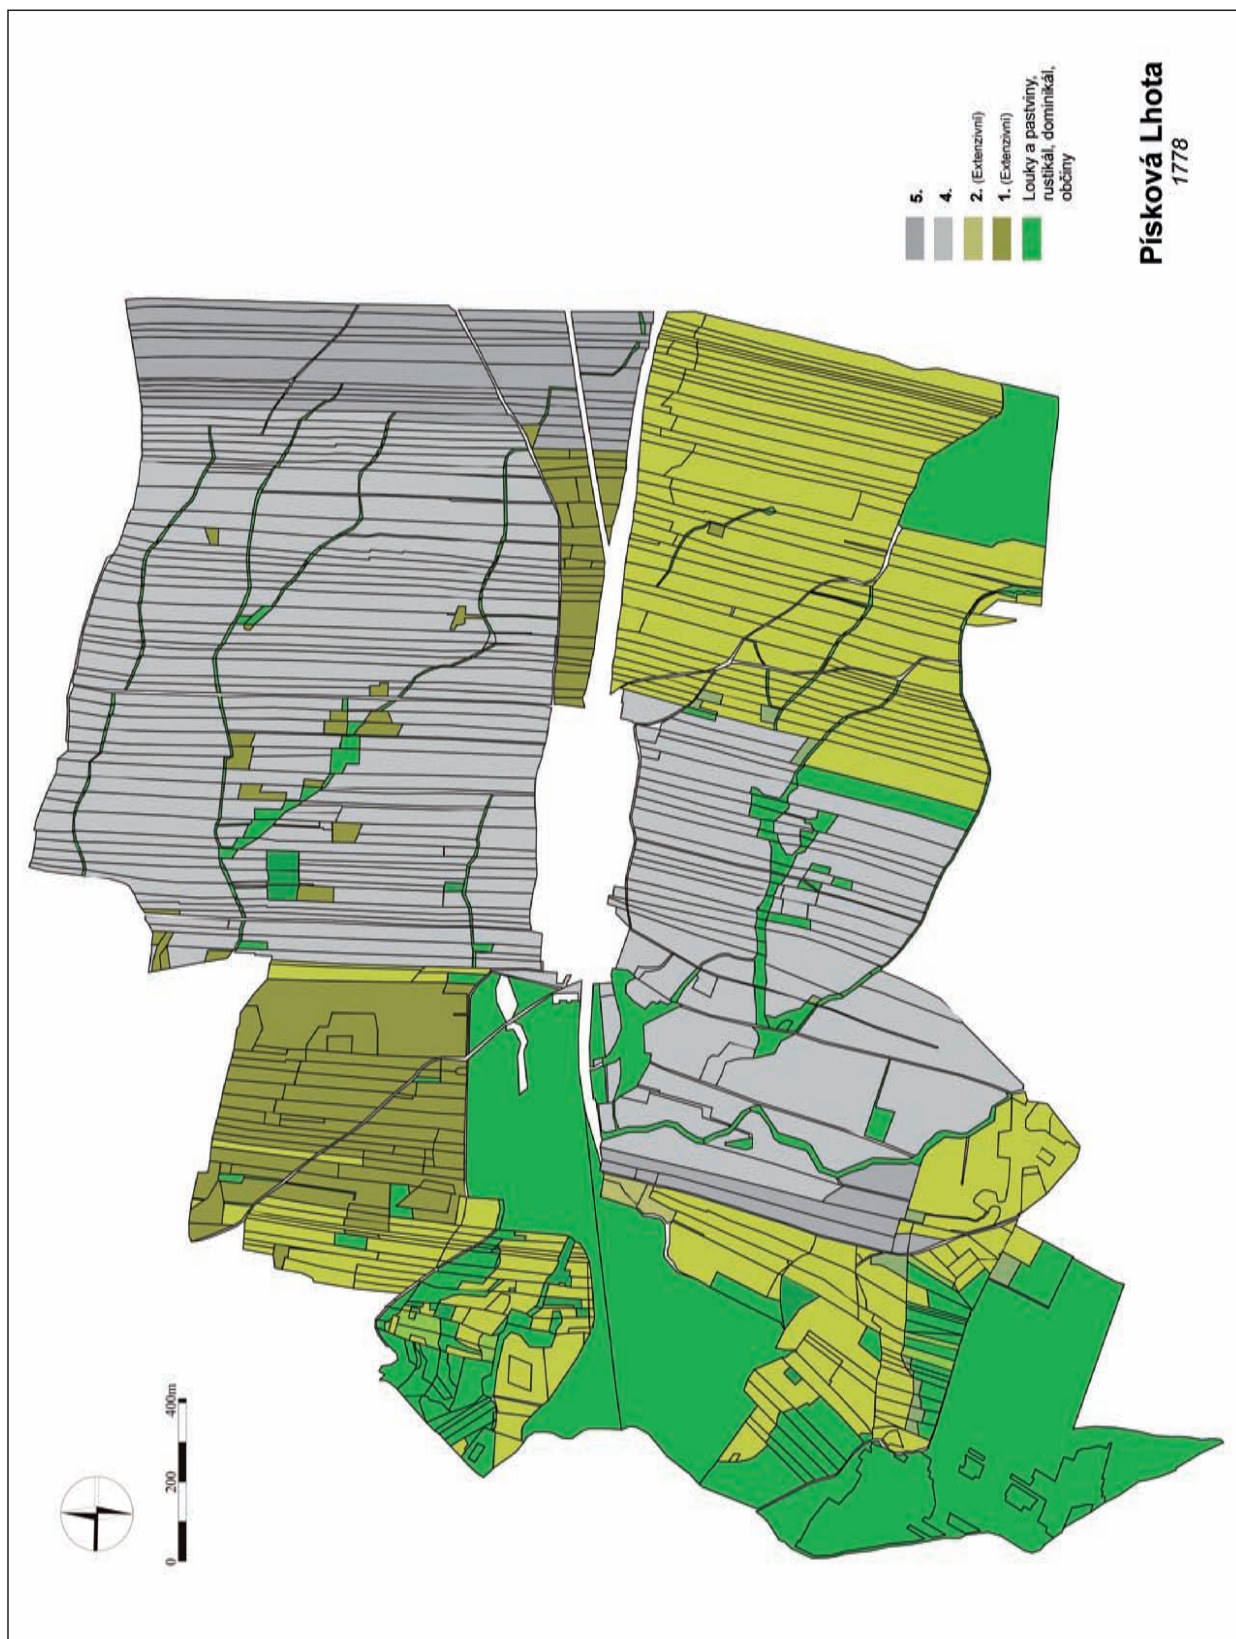 Písková Lhota
1778
5.
4.
2. (Extenzivní)
1. (Extenzivní)
Louky a pastviny,
rustikál, dominikál,
občiny
0
200
400m